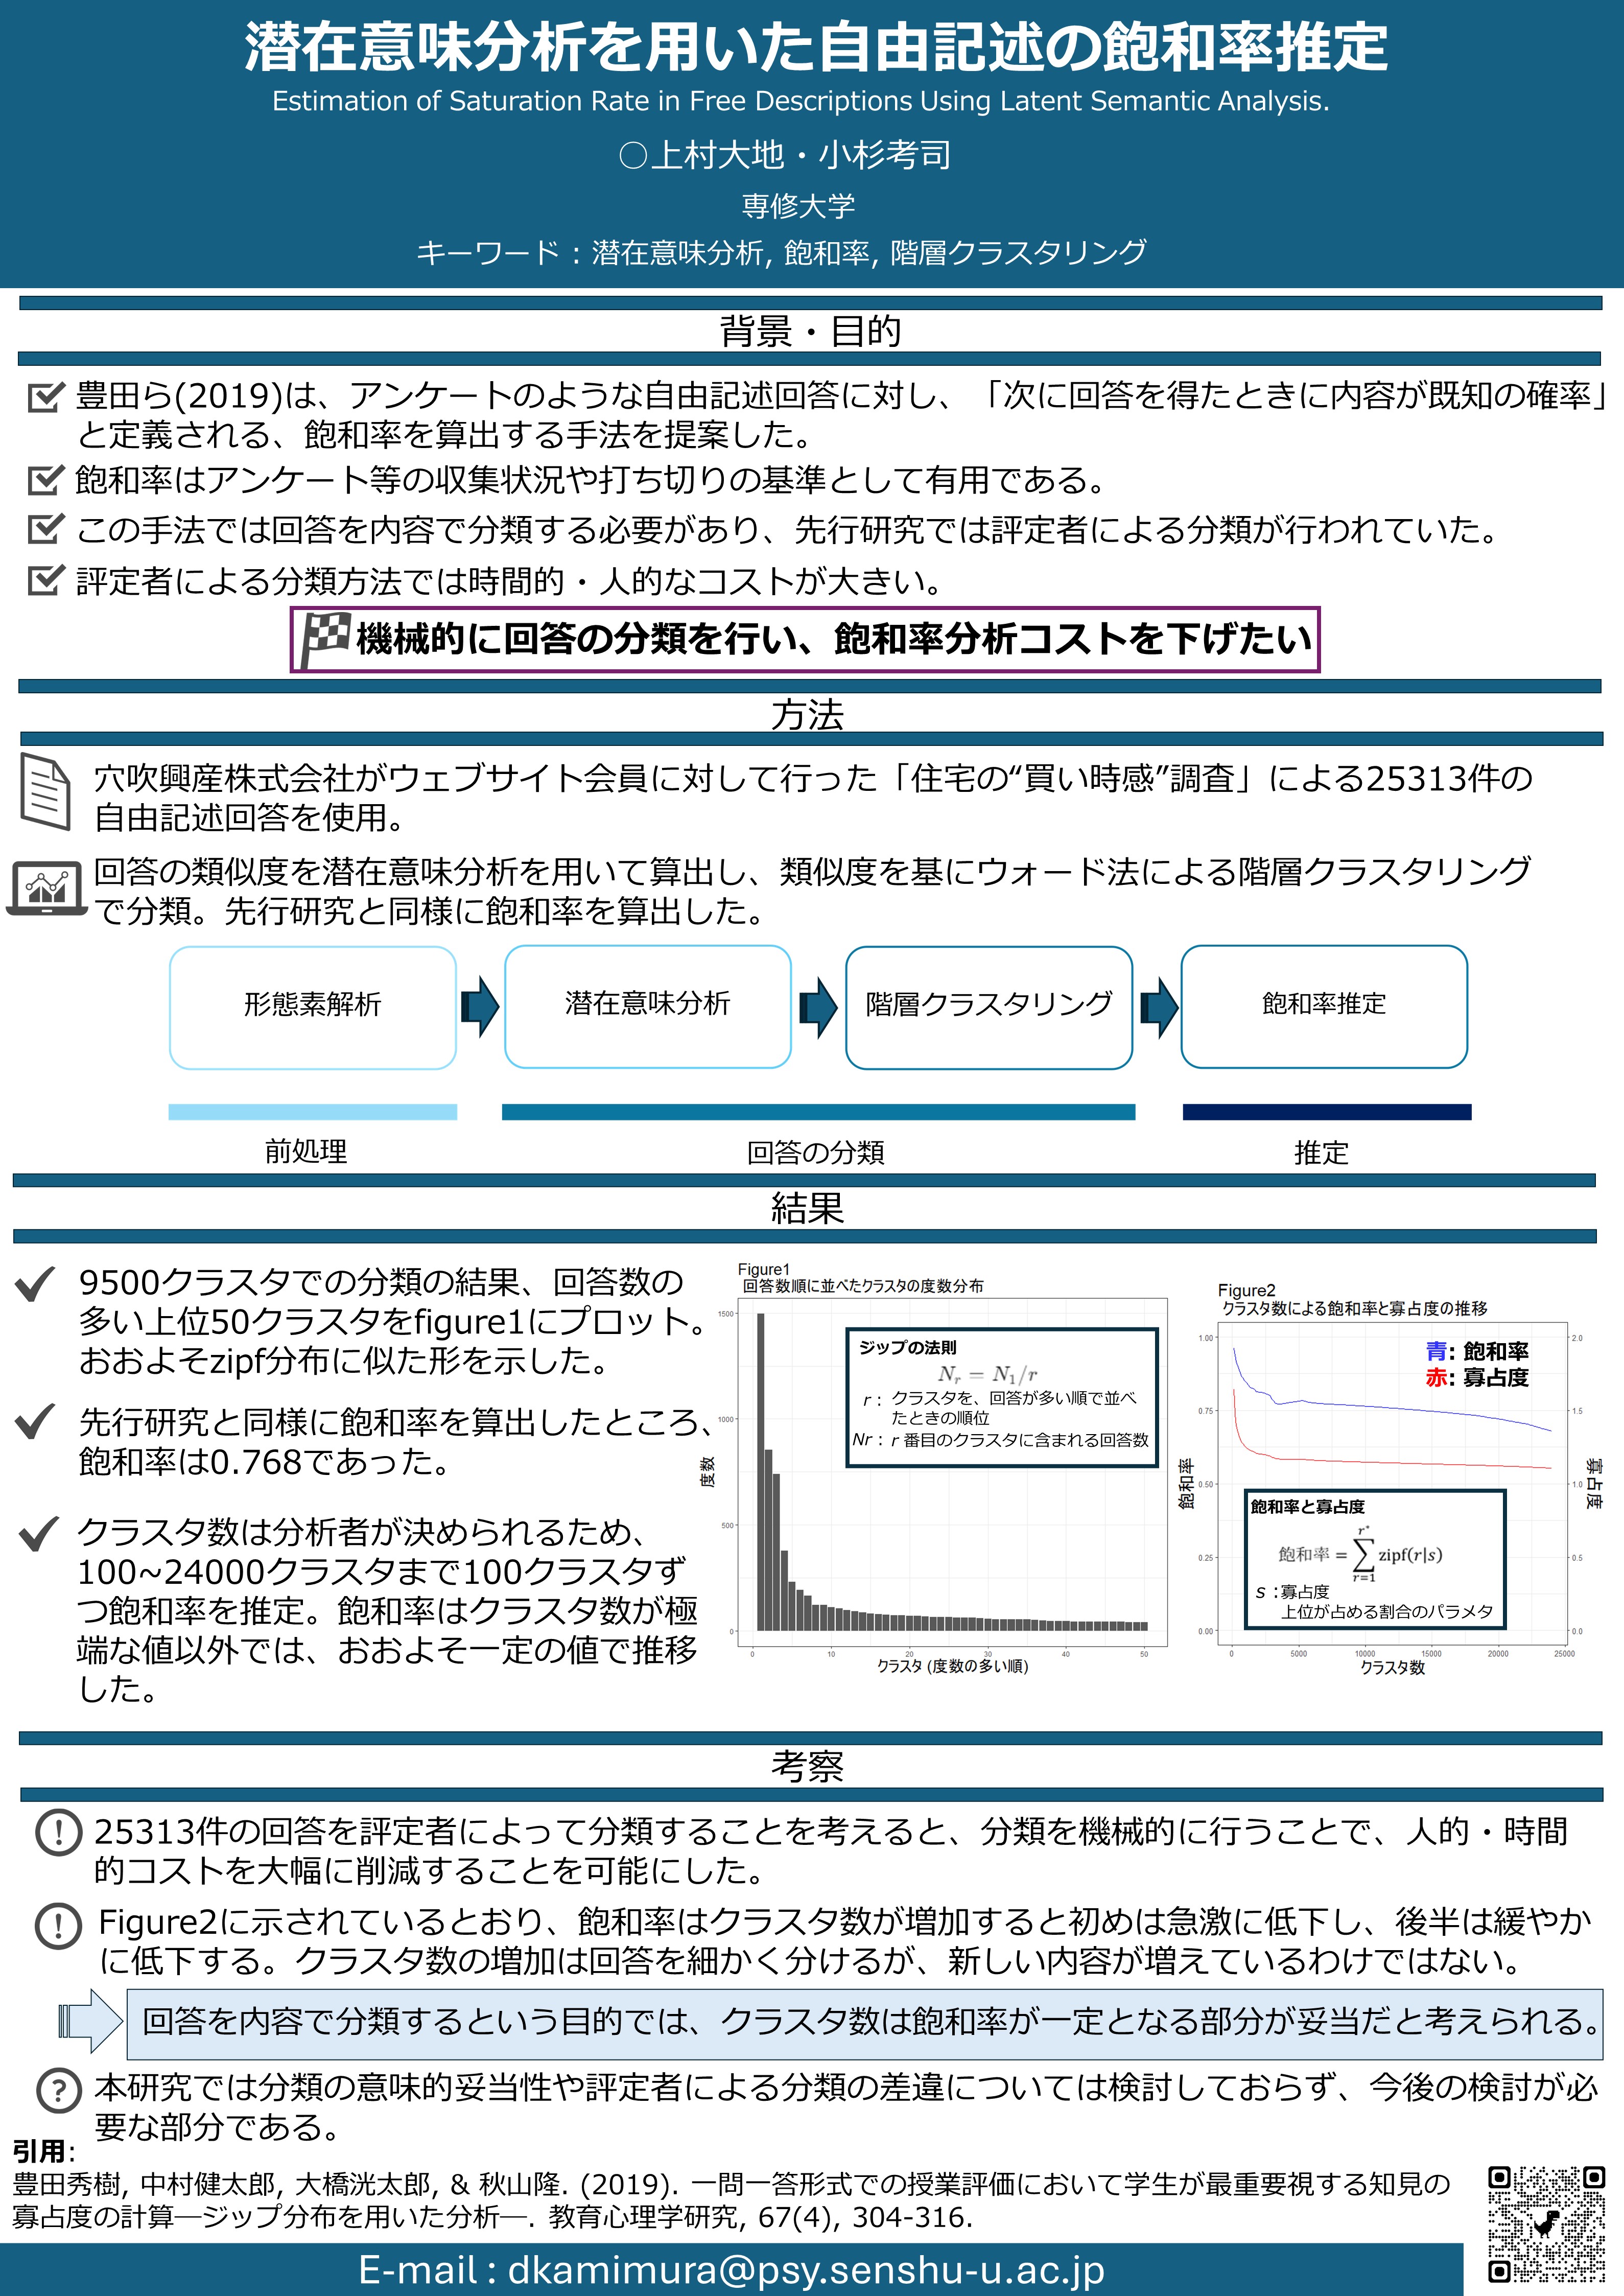 潜在意味分析を用いた自由記述の飽和率推定
Estimation of Saturation Rate in Free Descriptions Using Latent Semantic Analysis.
○上村大地・小杉考司
専修大学
キーワード : 潜在意味分析, 飽和率, 階層クラスタリング
背景・目的
豊田ら(2019)は、アンケートのような自由記述回答に対し、「次に回答を得たときに内容が既知の確率」
と定義される、飽和率を算出する手法を提案した。
飽和率はアンケート等の収集状況や打ち切りの基準として有用である。
この手法では回答を内容で分類する必要があり、先行研究では評定者による分類が行われていた。
評定者による分類方法では時間的・人的なコストが大きい。
機械的に回答の分類を行い、飽和率分析コストを下げたい
方法
穴吹興産株式会社がウェブサイト会員に対して行った「住宅の“買い時感”調査」による25313件の
自由記述回答を使用。
回答の類似度を潜在意味分析を用いて算出し、類似度を基にウォード法による階層クラスタリング
で分類。先行研究と同様に飽和率を算出した。
形態素解析
潜在意味分析
階層クラスタリング
飽和率推定
前処理
回答の分類
推定
結果
9500クラスタでの分類の結果、回答数の
多い上位50クラスタをfigure1にプロット。
おおよそzipf分布に似た形を示した。
先行研究と同様に飽和率を算出したところ、
飽和率は0.768であった。
クラスタ数は分析者が決められるため、
100~24000クラスタまで100クラスタず
つ飽和率を推定。飽和率はクラスタ数が極
端な値以外では、おおよそ一定の値で推移
した。
Figure1
回答数順に並べたクラスタの度数分布
1500
1000
500
0
度数
ジップの法則
Nr = N1/r
r : クラスタを、回答が多い順で並べ
たときの順位
Nr : r 番目のクラスタに含まれる回答数
0 10 20 30 40 50
クラスタ (度数の多い順)
Figure2
クラスタ数による飽和率と寡占度の推移
1.00
0.75
0.50
0.25
0.00
飽和率
青: 飽和率
赤: 寡占度
飽和率と寡占度
飽和率 = ∑ r=1 r* zipf(r|s)
s :寡占度
上位が占める割合のパラメタ
2.0
1.5
1.0
0.5
0.0
寡占度
0 5000 10000 15000 20000 25000
クラスタ数
考察
25313件の回答を評定者によって分類することを考えると、分類を機械的に行うことで、人的・時間
的コストを大幅に削減することを可能にした。
Figure2に示されているとおり、飽和率はクラスタ数が増加すると初めは急激に低下し、後半は緩やか
に低下する。クラスタ数の増加は回答を細かく分けるが、新しい内容が増えているわけではない。
回答を内容で分類するという目的では、クラスタ数は飽和率が一定となる部分が妥当だと考えられる。
本研究では分類の意味的妥当性や評定者による分類の差違については検討しておらず、今後の検討が必
要な部分である。
引用:
豊田秀樹, 中村健太郎, 大橋洸太郎, & 秋山隆. (2019). 一問一答形式での授業評価において学生が最重要視する知見の
寡占度の計算―ジップ分布を用いた分析―. 教育心理学研究, 67(4), 304-316.
E-mail : dkamimura@psy.senshu-u.ac.jp